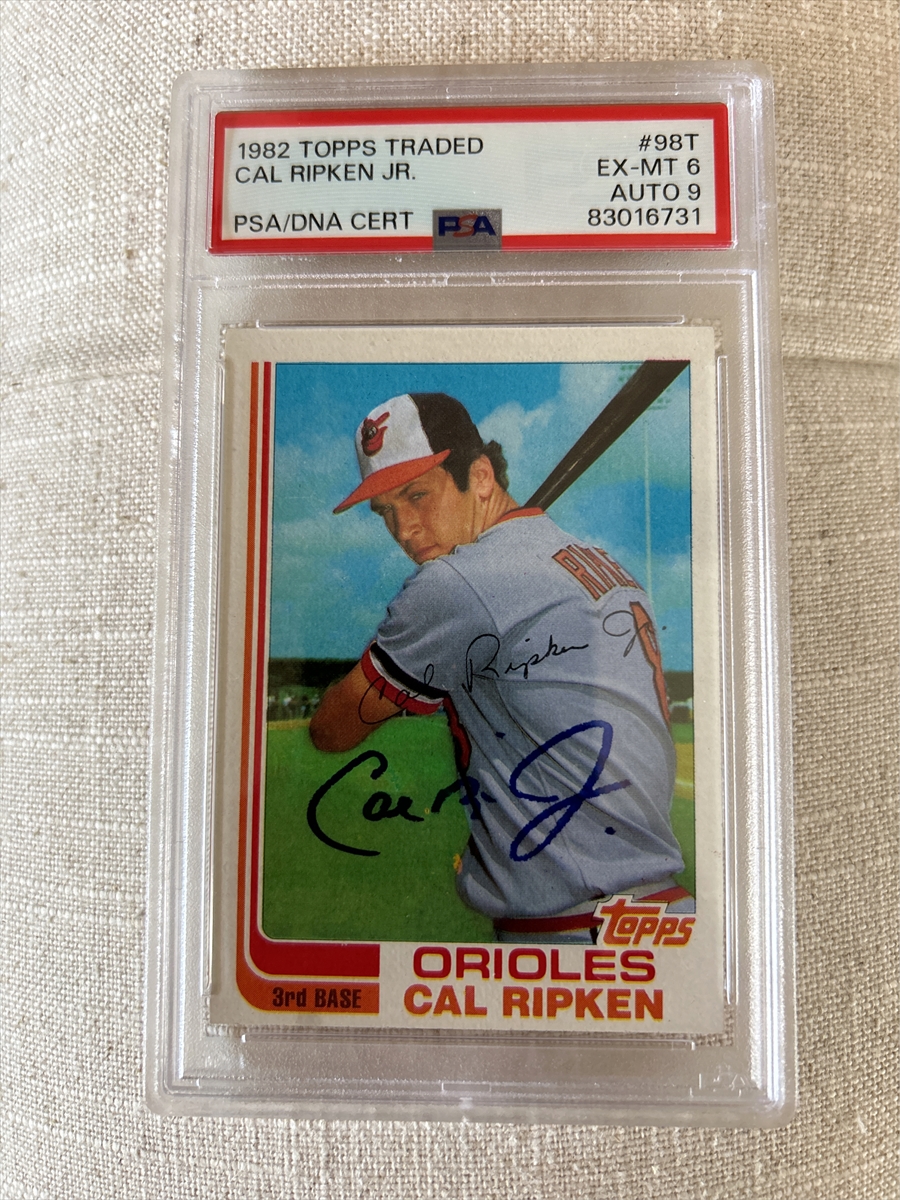 1982 TOPPS TRADED #98T
CAL RIPKEN JR. EX-MT 6
AUTO 9
PSA/DNA CERT PSA 83016731
Cal Ripken Jr.
topps
ORIOLES
3rd BASE CAL RIPKEN